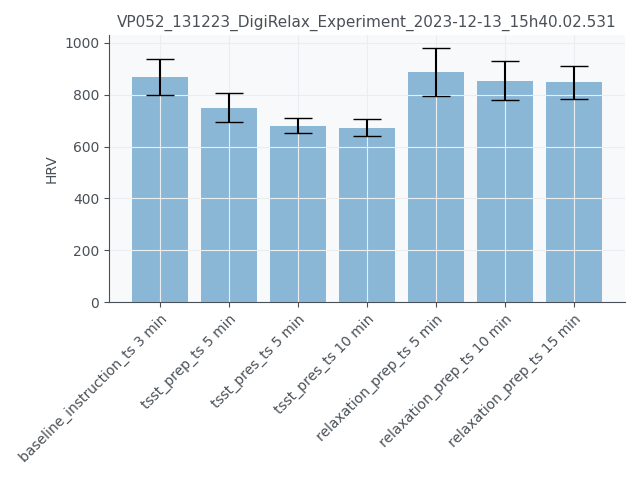 VP052_131223_DigiRelax_Experiment_2023-12-13_15h40.02.531
HRV
1000
800
600
400
200
0
baseline_instruction_ts 3 min
tsst_prep_ts 5 min
tsst_pres_ts 5 min
tsst_pres_ts 10 min
relaxation_prep_ts 5 min
relaxation_prep_ts 10 min
relaxation_prep_ts 15 min